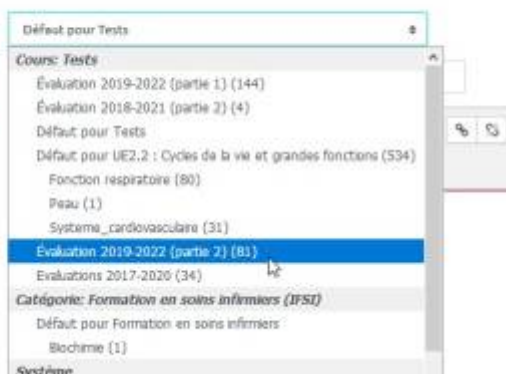 Défaut pour Tests
Cours: Tests
Évaluation 2019-2022 (partie 1) (144)
Évaluation 2018-2021 (partie 2) (4)
Défaut pour Tests
Défaut pour UE2.2 : Cycles de la vie et grandes fonctions (534)
Fonction respiratoire (80)
Peau (1)
Systeme_cardiovasculaire (31)
Évaluation 2019-2022 (partie 2) (81)
Evaluations 2017-2020 (34)
Catégorie: Formation en soins infirmiers (IFSI)
Défaut pour Formation en soins infirmiers
Biochimie (1)
Système